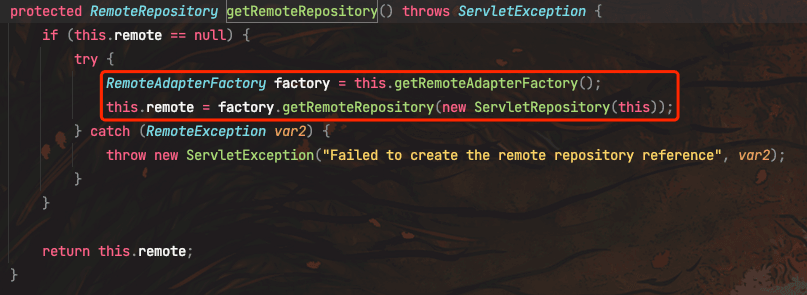 protected RemoteRepository getRemoteRepository() throws ServletException {
if (this.remote == null) {
try {
RemoteAdapterFactory factory = this.getRemoteAdapterFactory();
this.remote = factory.getRemoteRepository(new ServletRepository(this));
} catch (RemoteException var2) {
throw new ServletException("Failed to create the remote repository reference", var2);
}
}
return this.remote;
}